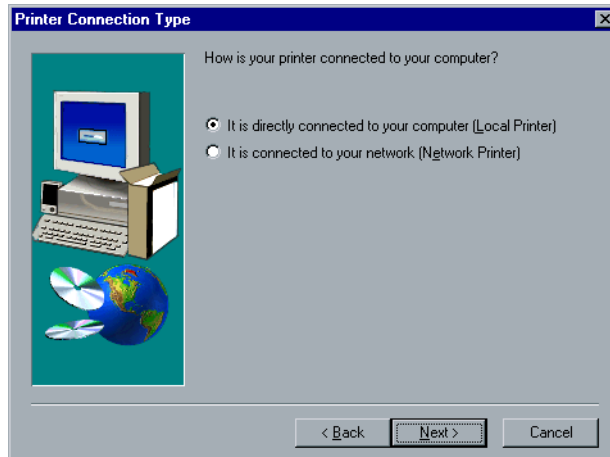 Printer Connection Type
How is your printer connected to your computer?
It is directly connected to your computer (Local Printer)
It is connected to your network (Network Printer)
< Back Next > Cancel